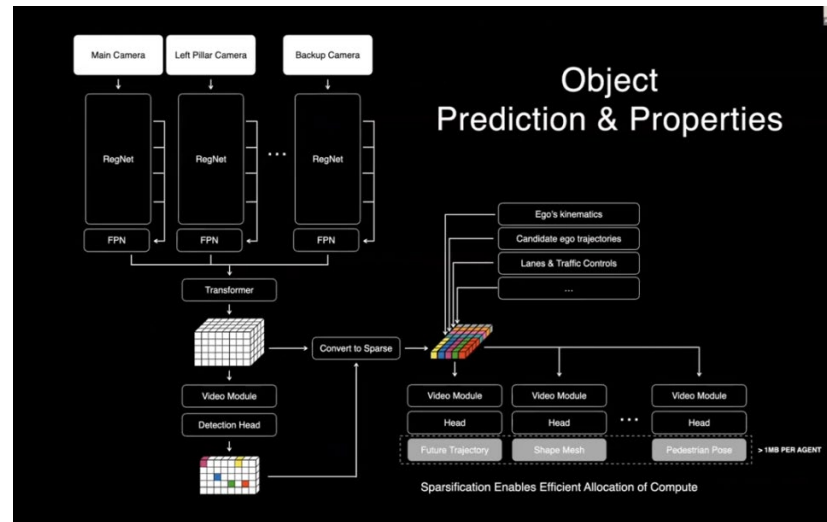 Object
Prediction & Properties
Main Camera
Left Pillar Camera
Backup Camera
RegNet
RegNet
...
RegNet
FPN
FPN
FPN
Transformer
Ego's kinematics
Candidate ego trajectories
Lanes & Traffic Controls
...
Convert to Sparse
Video Module
Detection Head
Video Module
Video Module
Video Module
Head
Head
...
Head
Future Trajectory
Shape Mesh
Pedestrian Pose
> 1MB PER AGENT
Sparsification Enables Efficient Allocation of Compute